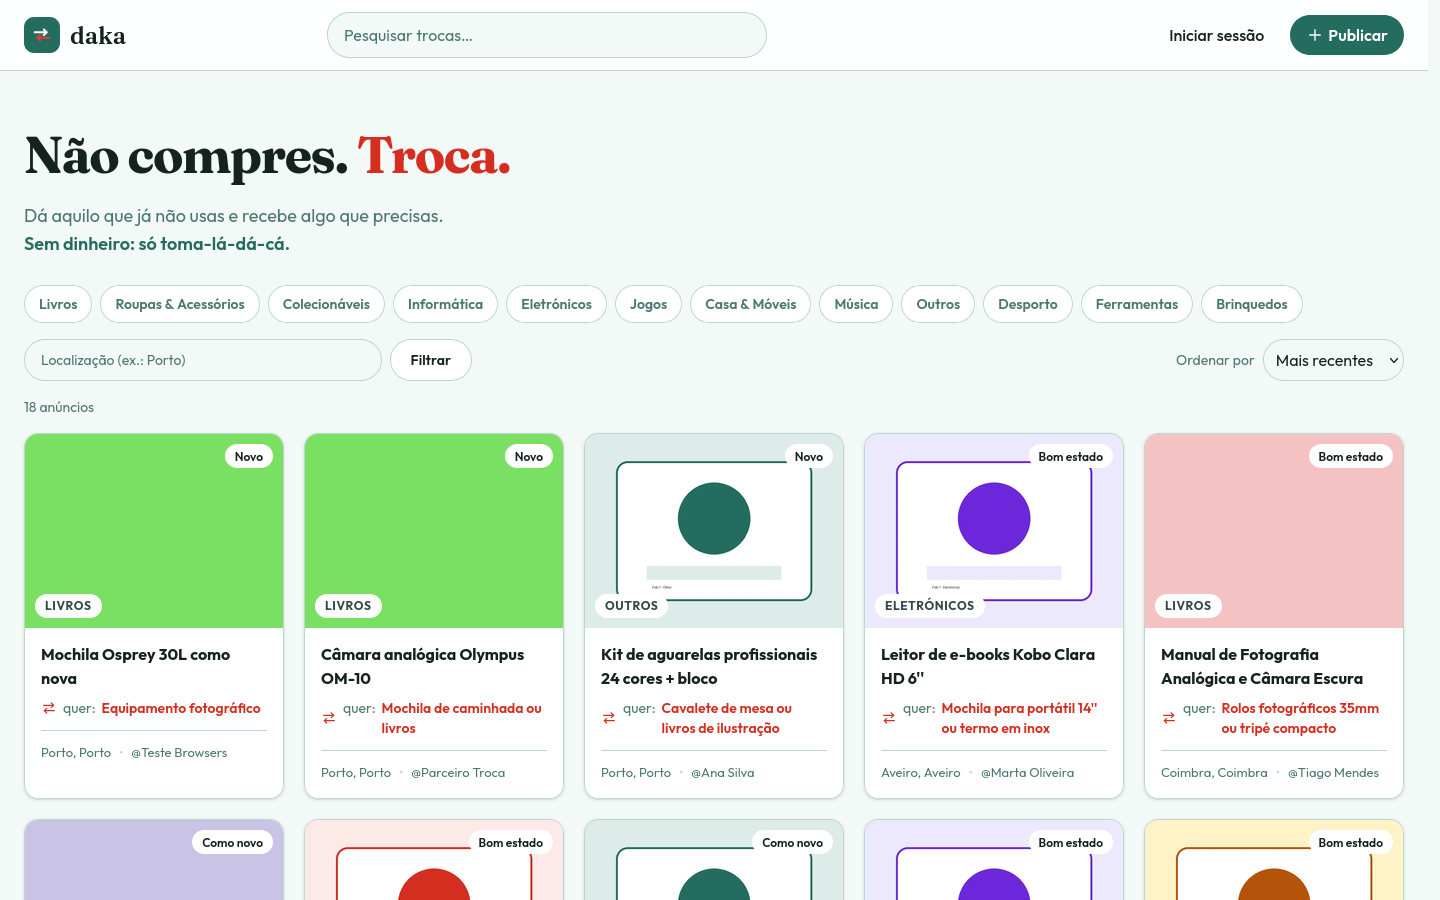 daka
Pesquisar trocas...
Iniciar sessão
+ Publicar
Não compres. Troca.
Dá aquilo que já não usas e recebe algo que precisas.
Sem dinheiro: só toma-lá-dá-cá.
Livros
Roupas & Acessórios
Colecionáveis
Informática
Eletrónicos
Jogos
Casa & Móveis
Música
Outros
Desporto
Ferramentas
Brinquedos
Localização (ex.: Porto)
Filtrar
Ordenar por
Mais recentes
18 anúncios
Novo
LIVROS
Mochila Osprey 30L como
nova
quer: Equipamento fotográfico
Porto, Porto · @Teste Browsers
Novo
LIVROS
Câmara analógica Olympus
OM-10
quer: Mochila de caminhada ou
livros
Porto, Porto · @Parceiro Troca
Novo
OUTROS
Kit de aguarelas profissionais
24 cores + bloco
quer: Cavalete de mesa ou
livros de ilustração
Porto, Porto · @Ana Silva
Bom estado
ELETRÓNICOS
Leitor de e-books Kobo Clara
HD 6"
quer: Mochila para portátil 14"
ou termo em inox
Aveiro, Aveiro · @Marta Oliveira
Bom estado
LIVROS
Manual de Fotografia
Analógica e Câmara Escura
quer: Rolos fotográficos 35mm
ou tripé compacto
Coimbra, Coimbra · @Tiago Mendes
Como novo
Bom estado
Como novo
Bom estado
Bom estado